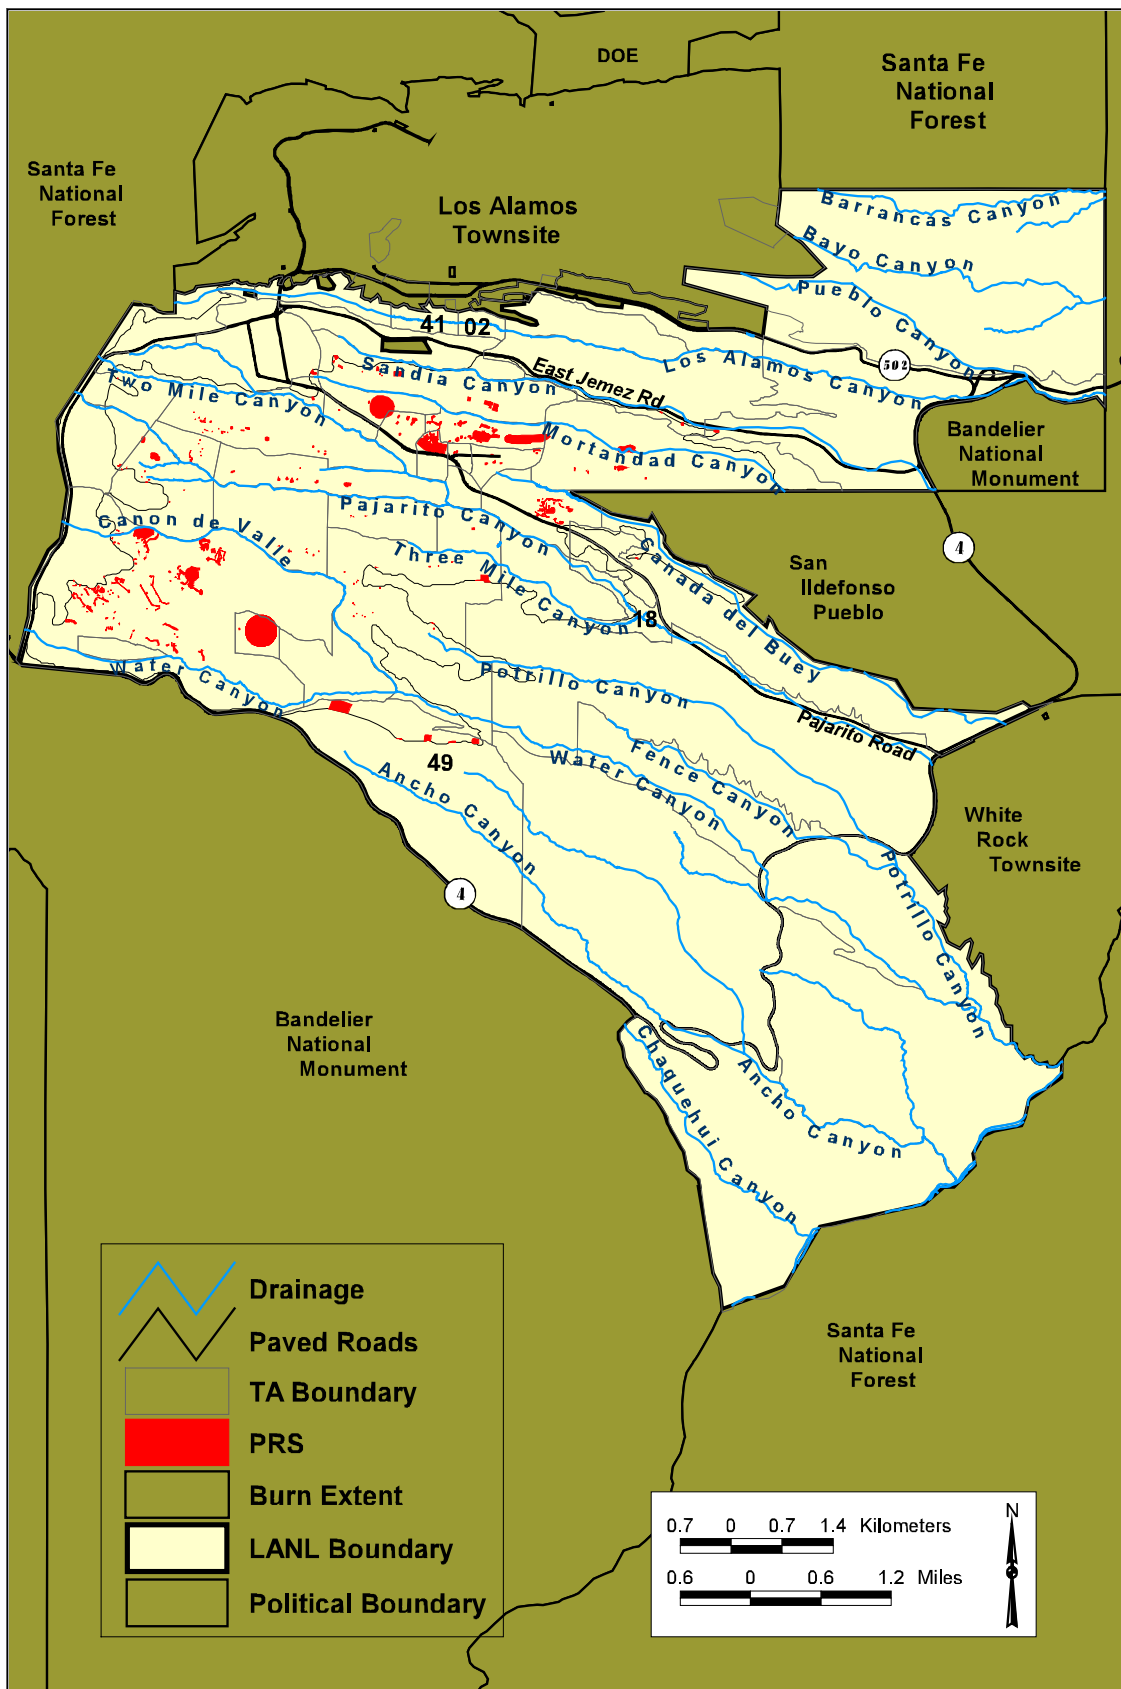 DOE
Santa Fe
National
Forest
Santa Fe
National
Forest
Los Alamos
Townsite
Barrancas Canyon
Bayo Canyon
Pueblo Canyon
41 02
Los Alamos Canyon
502
East Jemez Rd
Sandia Canyon
Two Mile Canyon
Mortandad Canyon
Bandelier
National
Monument
Pajarito Canyon
Canon de Valle
Three Mile Canyon
Canada del Buey
4
San
Ildefonso
Pueblo
18
Water Canyon
Potrillo Canyon
Pajarito Road
49
Ancho Canyon
Water Canyon
Fence Canyon
White
Rock
Townsite
Potrillo Canyon
4
Bandelier
National
Monument
Chaquehui Canyon
Ancho Canyon
Santa Fe
National
Forest
Drainage
Paved Roads
TA Boundary
PRS
Burn Extent
LANL Boundary
Political Boundary
0.7 0 0.7 1.4 Kilometers
0.6 0 0.6 1.2 Miles
N